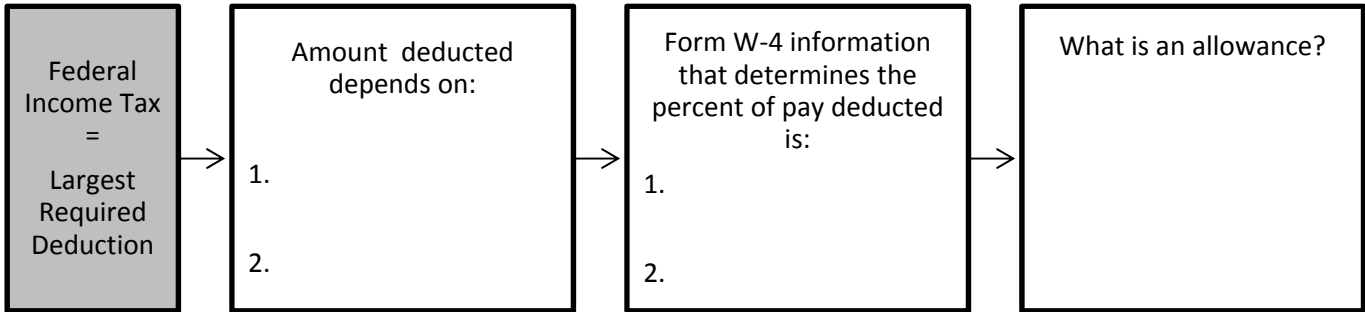 Federal
Income Tax
=
Largest
Required
Deduction
Amount deducted
depends on:
1.
2.
Form W-4 information
that determines the
percent of pay deducted
is:
1.
2.
What is an allowance?